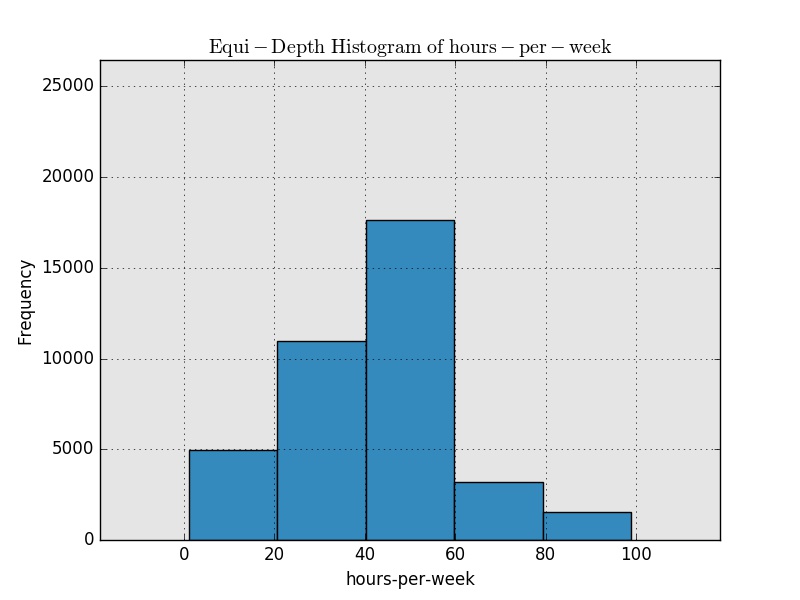 Equi − Depth Histogram of hours − per − week
25000
20000
15000
10000
5000
0
Frequency
0 20 40 60 80 100
hours-per-week